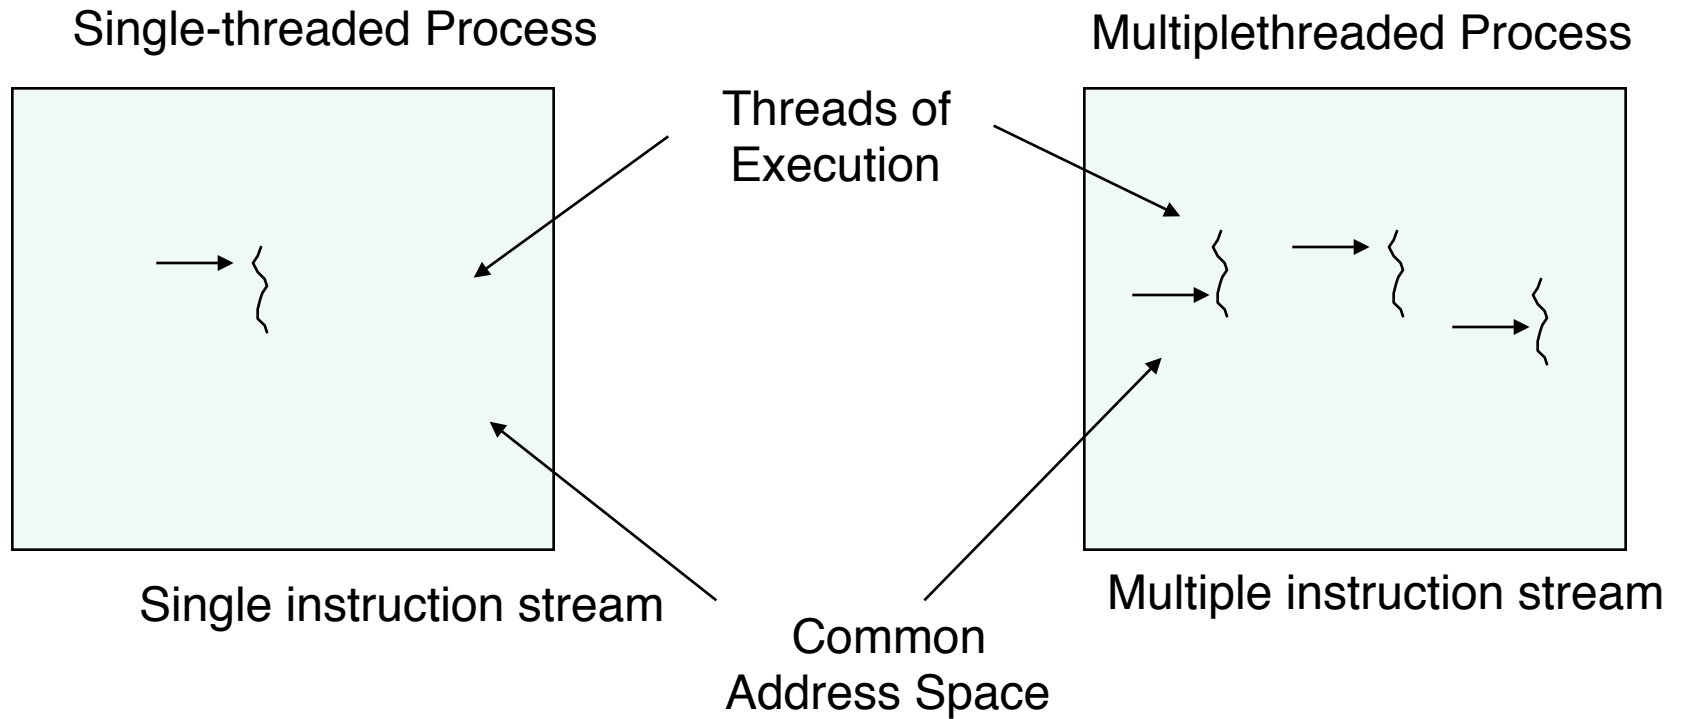 Single-threaded Process
Multiplethreaded Process
Threads of
Execution
Single instruction stream
Multiple instruction stream
Common
Address Space